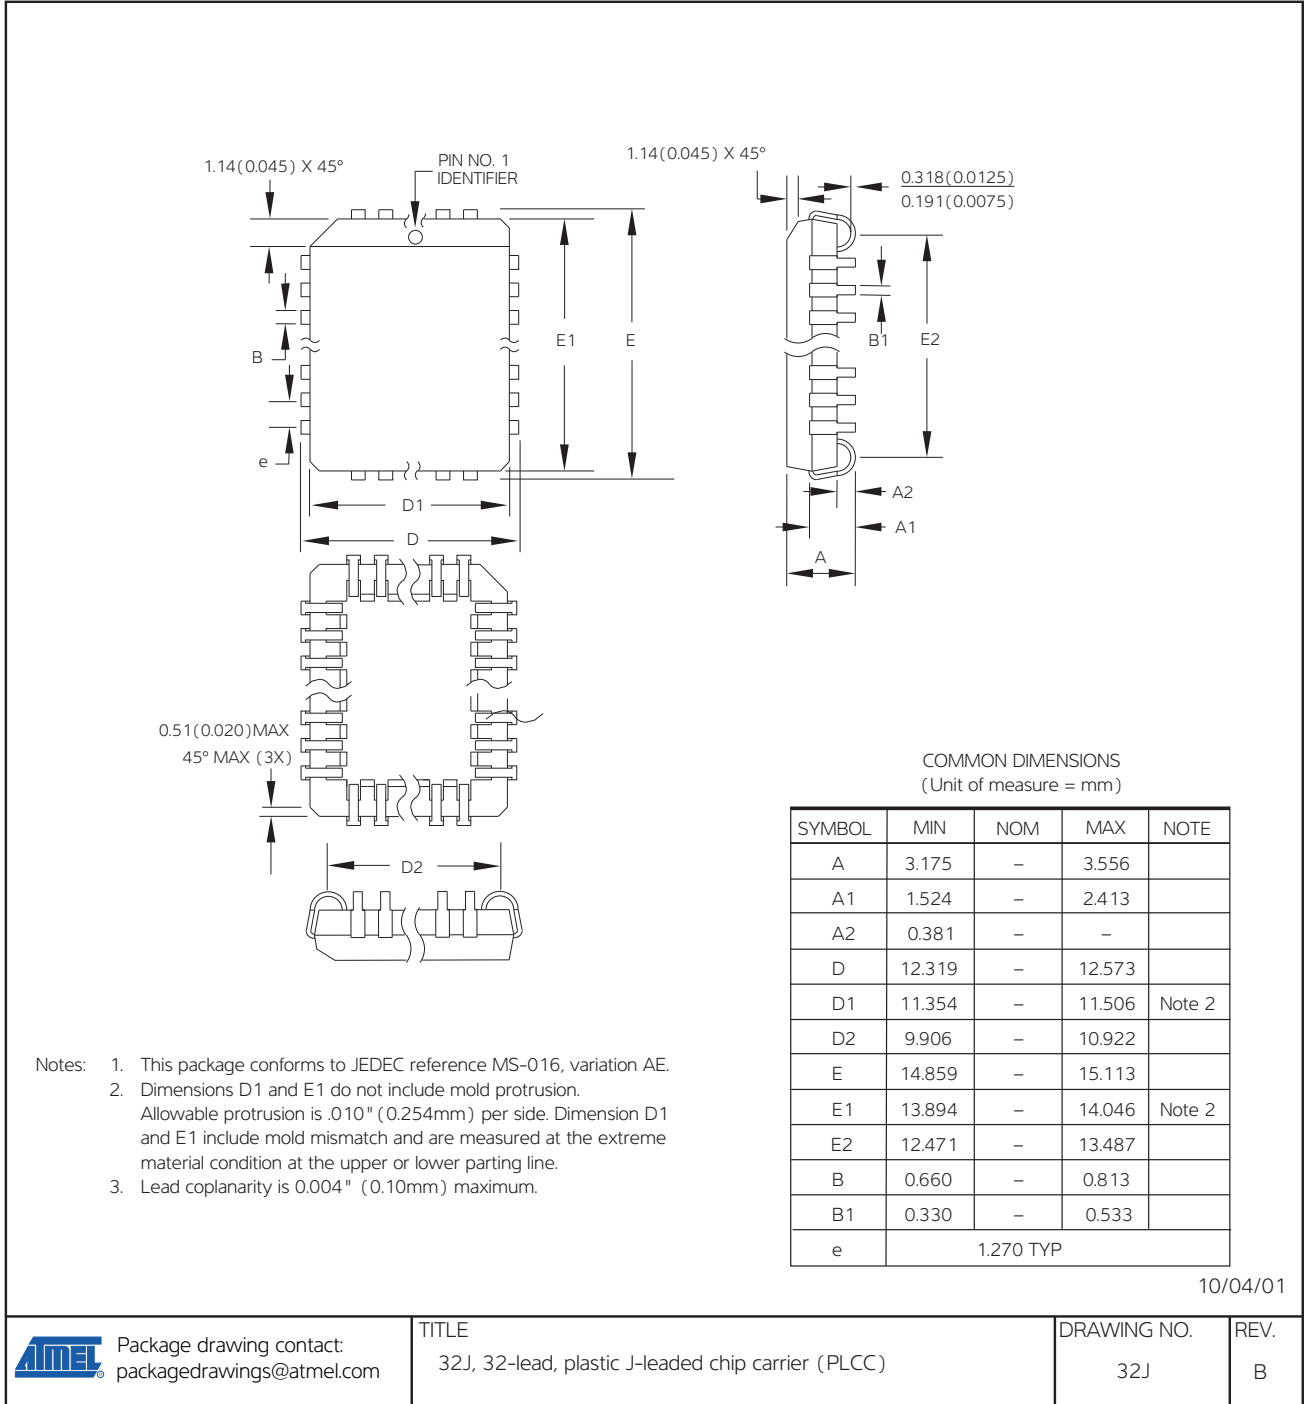 1.14(0.045) X 45°
PIN NO. 1
IDENTIFIER
1.14(0.045) X 45°
0.318(0.0125)
0.191(0.0075)
B
e
E1
E
B1
E2
D1
D
A2
A1
A
0.51(0.020)MAX
45° MAX (3X)
D2
COMMON DIMENSIONS
(Unit of measure = mm)
SYMBOL MIN NOM MAX NOTE
A 3.175 – 3.556
A1 1.524 – 2.413
A2 0.381 – –
D 12.319 – 12.573
D1 11.354 – 11.506 Note 2
D2 9.906 – 10.922
E 14.859 – 15.113
E1 13.894 – 14.046 Note 2
E2 12.471 – 13.487
B 0.660 – 0.813
B1 0.330 – 0.533
e 1.270 TYP
Notes: 1. This package conforms to JEDEC reference MS-016, variation AE.
2. Dimensions D1 and E1 do not include mold protrusion.
Allowable protrusion is .010"(0.254mm) per side. Dimension D1
and E1 include mold mismatch and are measured at the extreme
material condition at the upper or lower parting line.
3. Lead coplanarity is 0.004" (0.10mm) maximum.
10/04/01
ATMEL ®
Package drawing contact:
packagedrawings@atmel.com
TITLE
32J, 32-lead, plastic J-leaded chip carrier (PLCC)
DRAWING NO.
32J
REV.
B